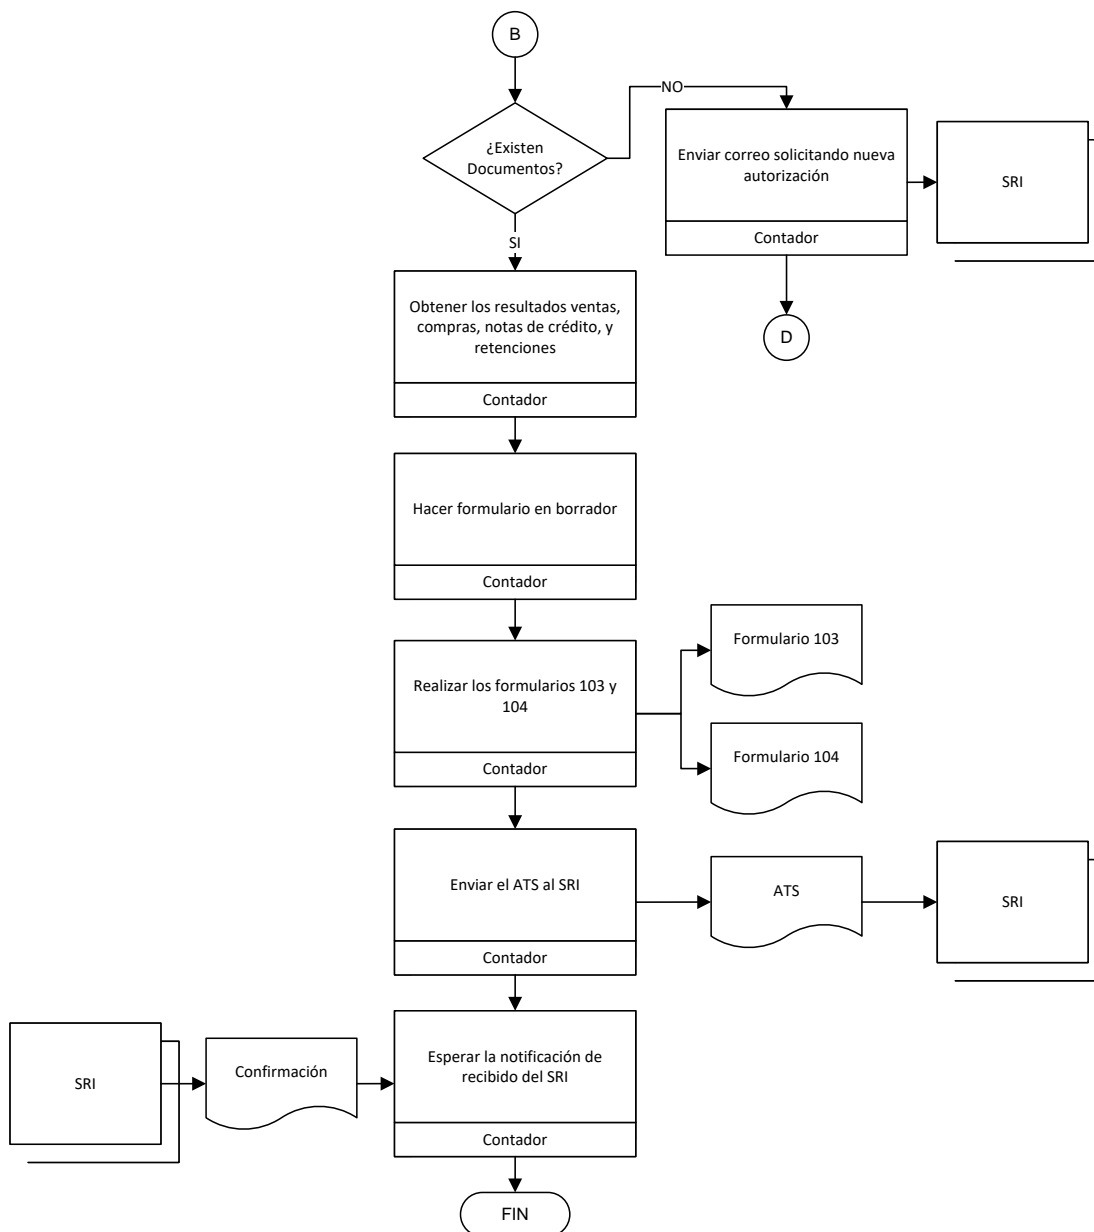 B
¿Existen
Documentos?
NO
Enviar correo solicitando nueva
autorización
Contador
SRI
D
SI
Obtener los resultados ventas,
compras, notas de crédito, y
retenciones
Contador
Hacer formulario en borrador
Contador
Realizar los formularios 103 y
104
Contador
Formulario 103
Formulario 104
Enviar el ATS al SRI
Contador
ATS
SRI
SRI
Confirmación
Esperar la notificación de
recibido del SRI
Contador
FIN